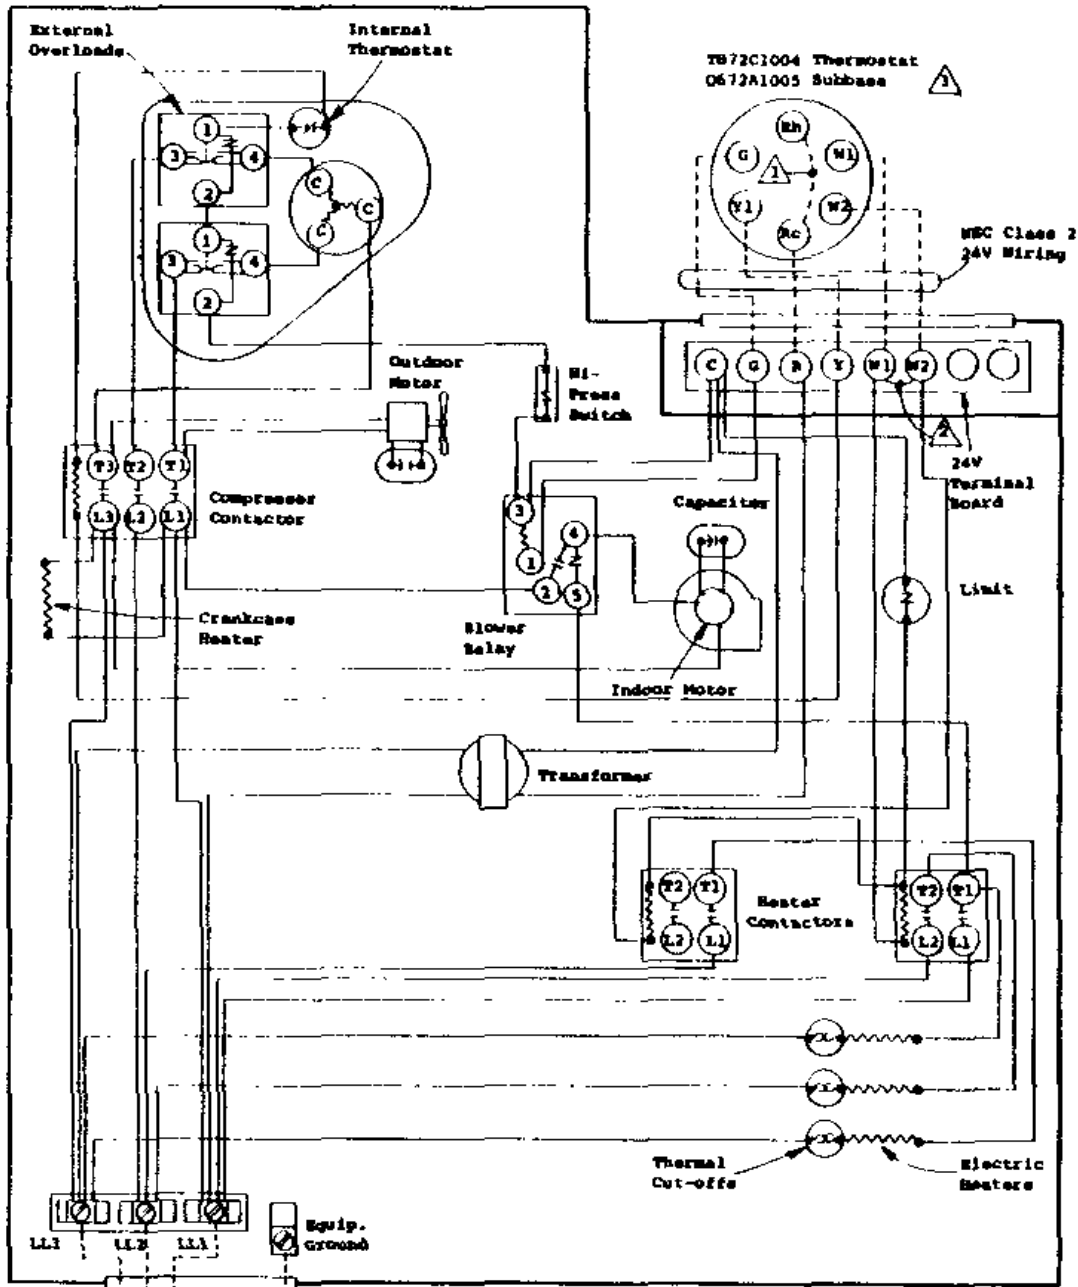 External
Overloads
Internal
Thermostat
T872C1004 Thermostat
Q672A1005 Subbase
3
1
3
4
2
1
3
4
2
C
C
C
Rh
G
W1
1
Y1
W2
Rc
NEC Class 2
24V Wiring
C
G
R
Y
W1
W2
2
24V
Terminal
Board
Outdoor
Motor
Hi-
Press
Switch
T3
T2
T1
L3
L2
L1
Compressor
Contactor
Crankcase
Heater
3
4
1
2
5
Blower
Relay
Capacitor
Indoor Motor
Limit
Transformer
T2
T1
L2
L1
Heater
Contactors
T2
T1
L2
L1
Thermal
Cut-offs
Electric
Heaters
LL2
LL1
Equip.
Ground